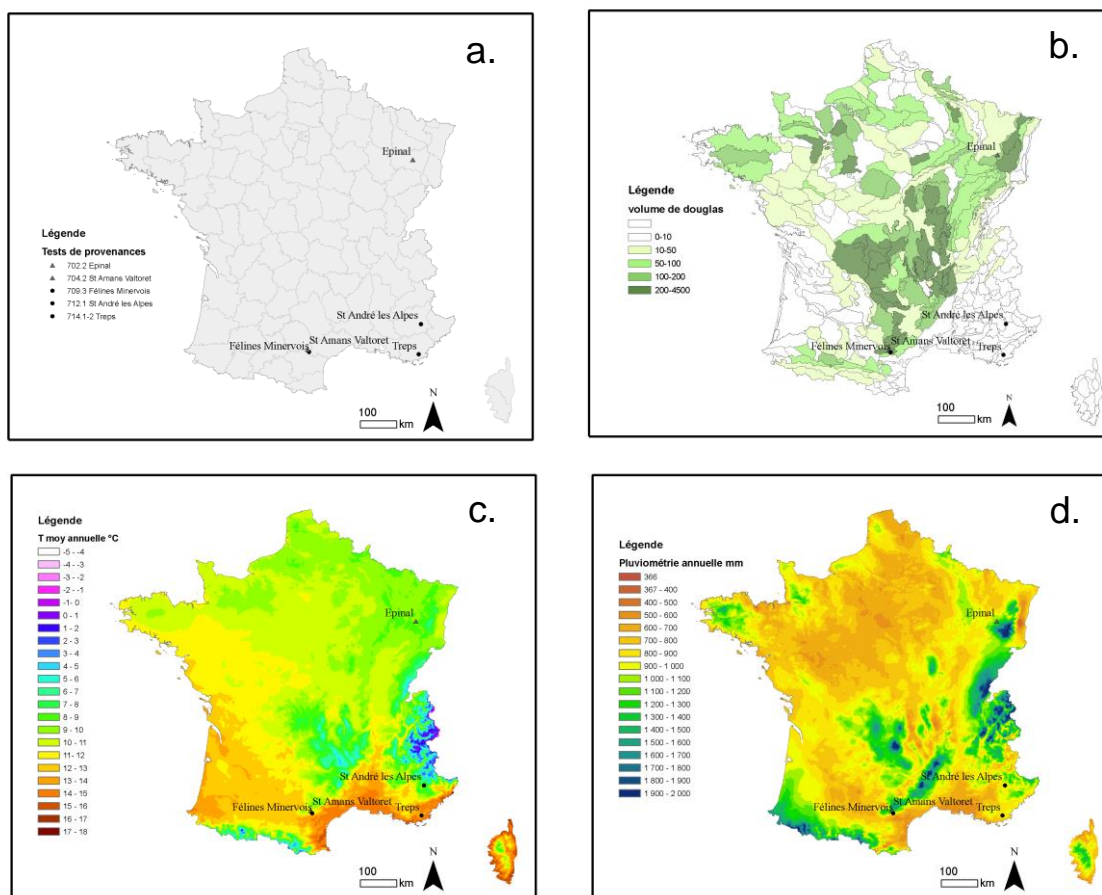 a.
Epinal
Légende
Tests de provenances
702.2 Epinal
704.2 St Amans Valtoret
709.3 Félines Minervois
712.1 St André les Alpes
714.1-2 Treps
St André les Alpes
St Amans Valtoret
Félines Minervois
Treps
100
km
N
b.
Epinal
Légende
volume de douglas
0-10
10-50
50-100
100-200
200-4500
St André les Alpes
Félines Minervois
St Amans Valtoret
Treps
100
km
N
c.
Légende
T moy annuelle °C
-5 - -4
-4 - -3
-3 - -2
-2 - -1
-1- 0
0 - 1
1 - 2
2 - 3
3 - 4
4 - 5
5 - 6
6 - 7
7 - 8
8 - 9
9 - 10
10 - 11
11- 12
12 - 13
13 - 14
14 - 15
15 - 16
16 - 17
17 - 18
Epinal
St André les Alpes
St Amans Valtoret
Félines Minervois
Treps
100
km
N
d.
Légende
Pluviométrie annuelle mm
366
367 - 400
400 - 500
500 - 600
600 - 700
700 - 800
800 - 900
900 - 1 000
1 000 - 1 100
1 100 - 1 200
1 200 - 1 300
1 300 - 1 400
1 400 - 1 500
1 500 - 1 600
1 600 - 1 700
1 700 - 1 800
1 800 - 1 900
1 900 - 2 000
Epinal
St André les Alpes
Félines Minervois
St Amans Valtoret
Treps
100
km
N